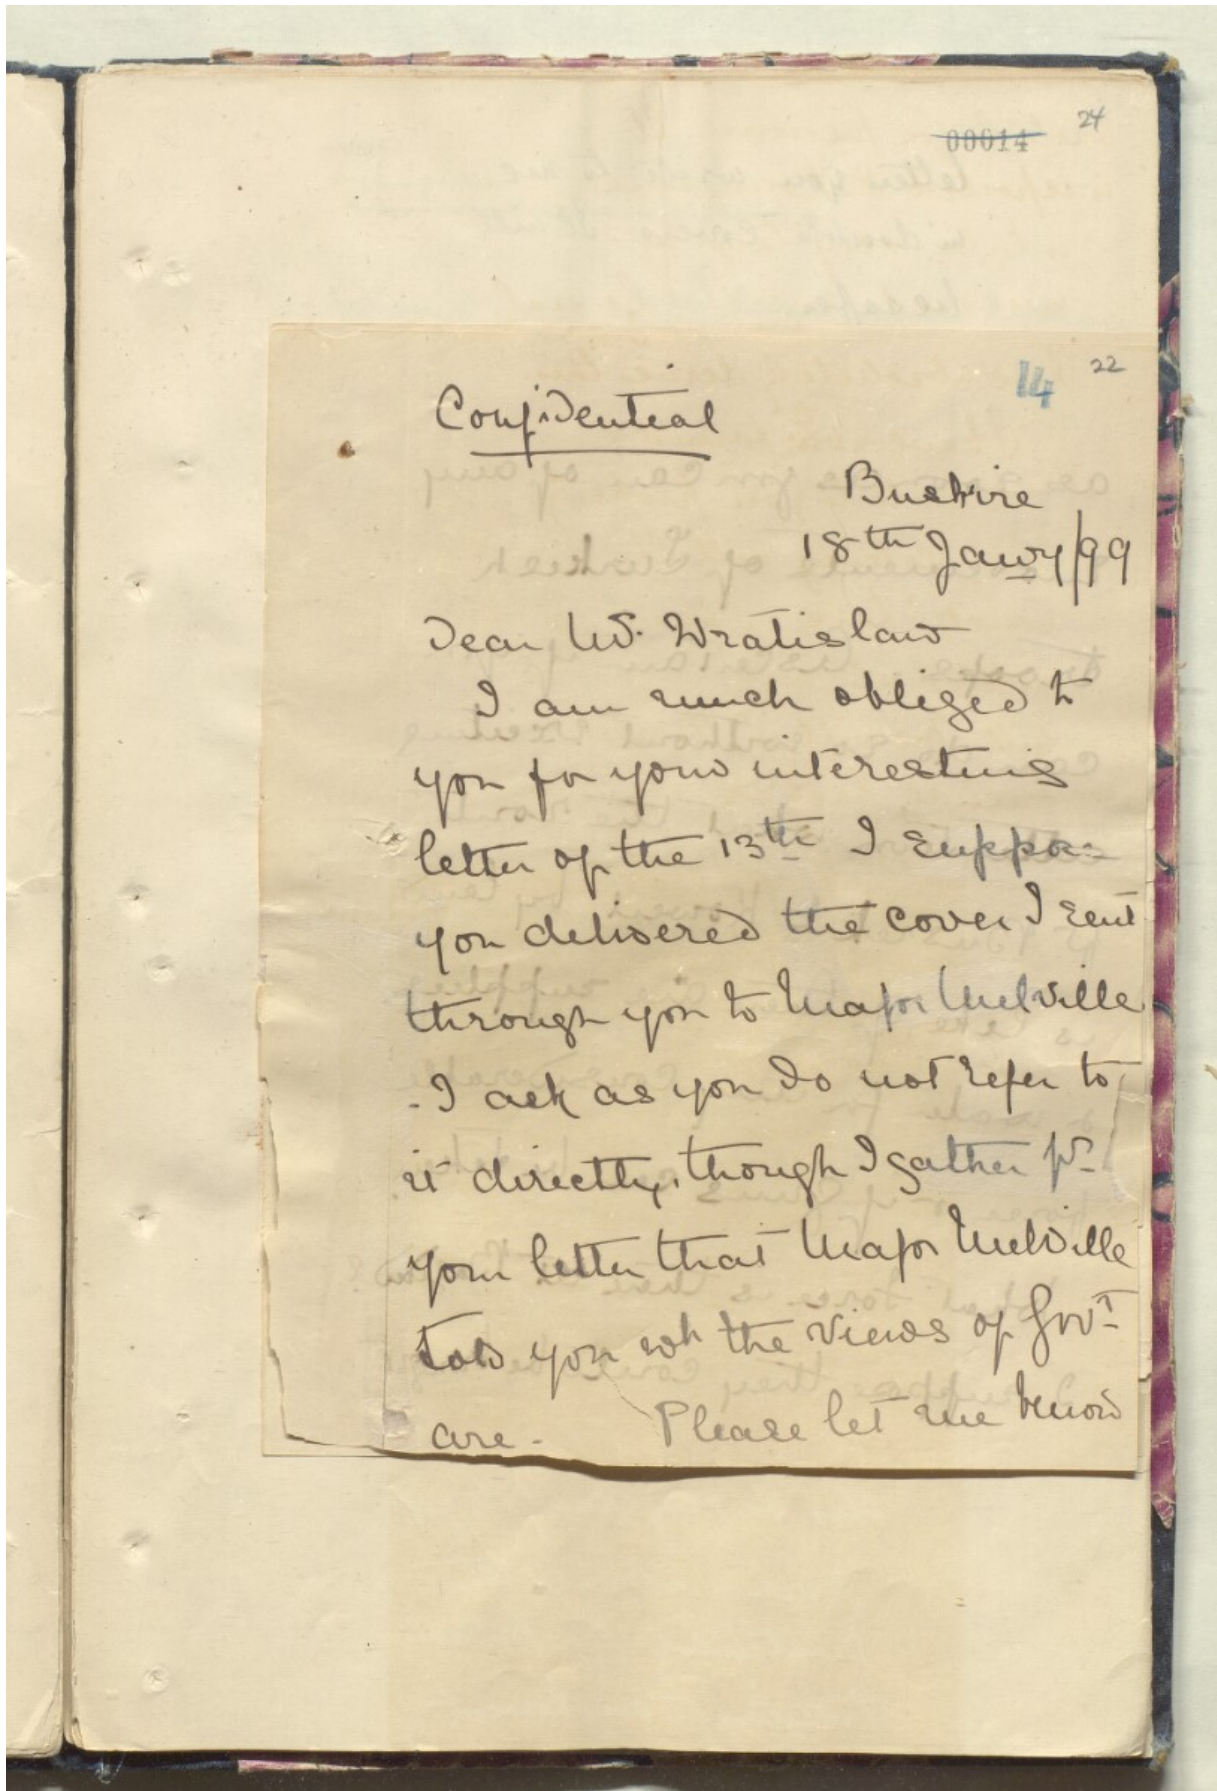 24
00014
14 22
Confidential
Bushire
18th Jany/99
Dear Mr. Wratislaw
I am much obliged to
you for your interesting
letter of the 13th I suppose
you delivered the cover I sent
through you to Major Melville
- I ask as you do not refer to
it directly, though I gather fr
your letter that Major Melville
told you wh the views of Govt
are - Please let me know